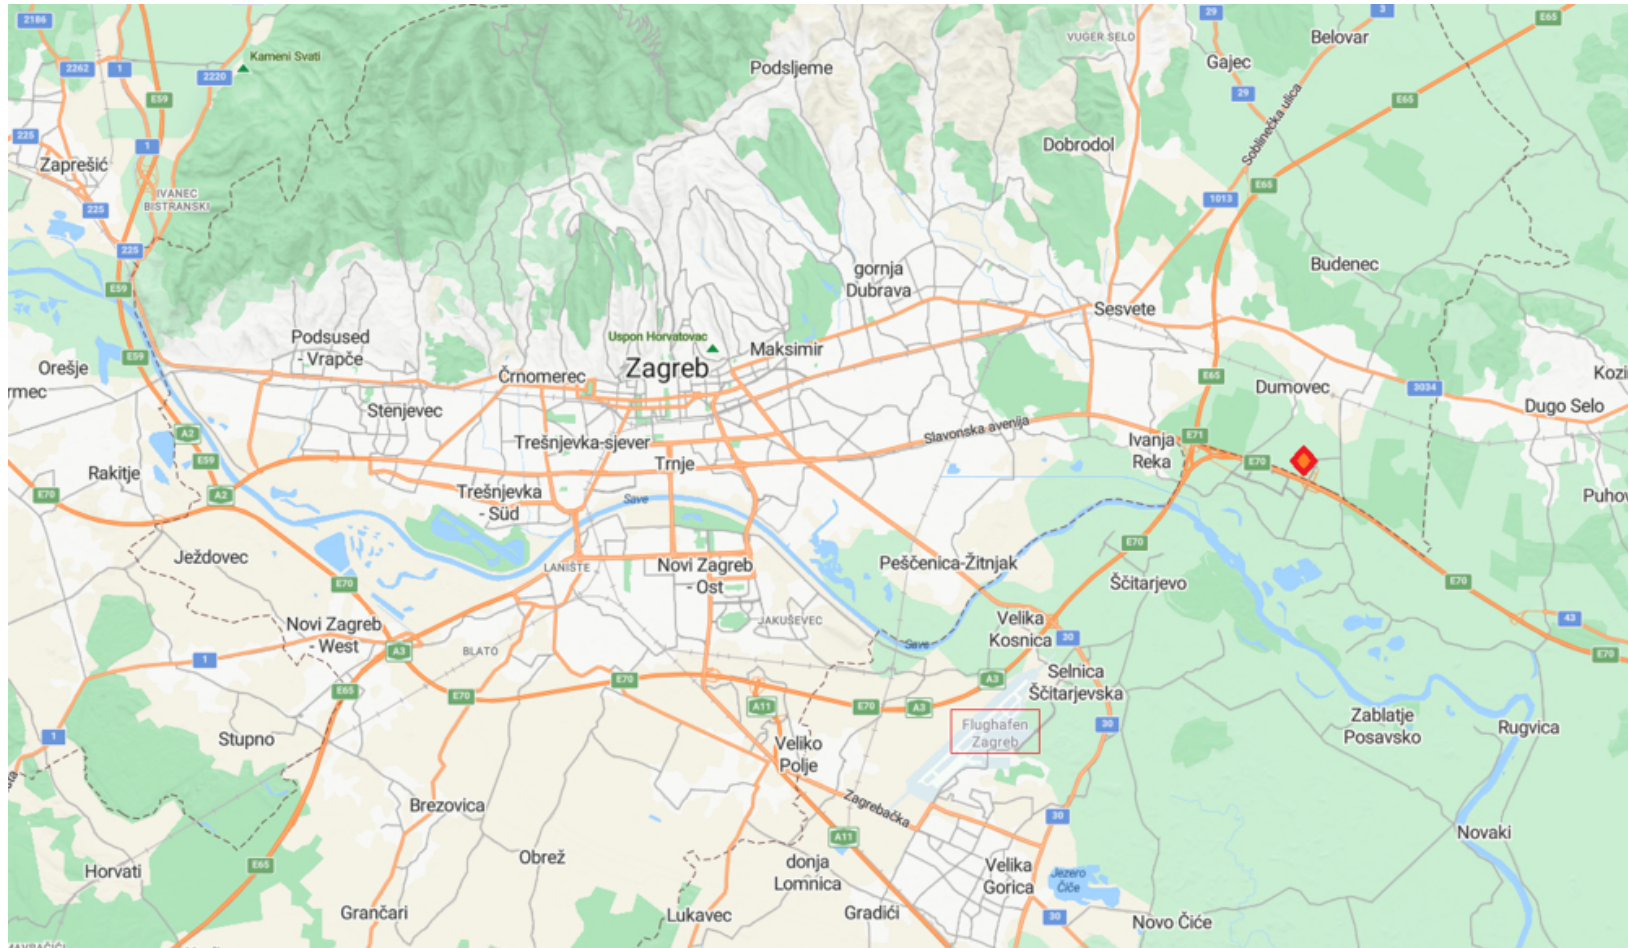 2186
29
3
E65
VUGER SELO
Belovar
Kameni Svati
Gajec
Podsljeme
2262
1
2220
E59
29
E65
Soblinečka ulica
225
1
Dobrodol
Zaprešić
IVANEC
BISTRANSKI
E65
225
1013
225
gornja
Dubrava
Budenec
E59
Sesvete
Podsused
- Vrapče
Uspon Horvatovac
Maksimir
E59
Orešje
Zagreb
Črnomerec
E65
Dumovec
3034
Kozi
rmec
Stenjevec
Dugo Selo
A2
Trešnjevka-sjever
Slavonska avenija
E71
Ivanja
Reka
E59
Rakitje
Trnje
E70
E70
A2
Trešnjevka
- Süd
Save
Puhov
Ježdovec
LANIŠTE
Novi Zagreb
- Ost
Peščenica-Žitnjak
E70
E70
Ščitarjevo
E70
Novi Zagreb
- West
JAKUŠEVEC
Velika
Kosnica
30
43
Save
1
A3
BLATO
E70
Selnica
Ščitarjevska
E65
E70
E70
A3
A11
E70
A3
30
Flughafen
Zagreb
Zablatje
Posavsko
Rugvica
1
Stupno
Veliko
Polje
Brezovica
Zagrebačka
30
A11
Novaki
Obrež
donja
Lomnica
Velika
Gorica
Jezero
Čiče
E65
Horvati
Grančari
Lukavec
Gradići
30
Novo Čiće